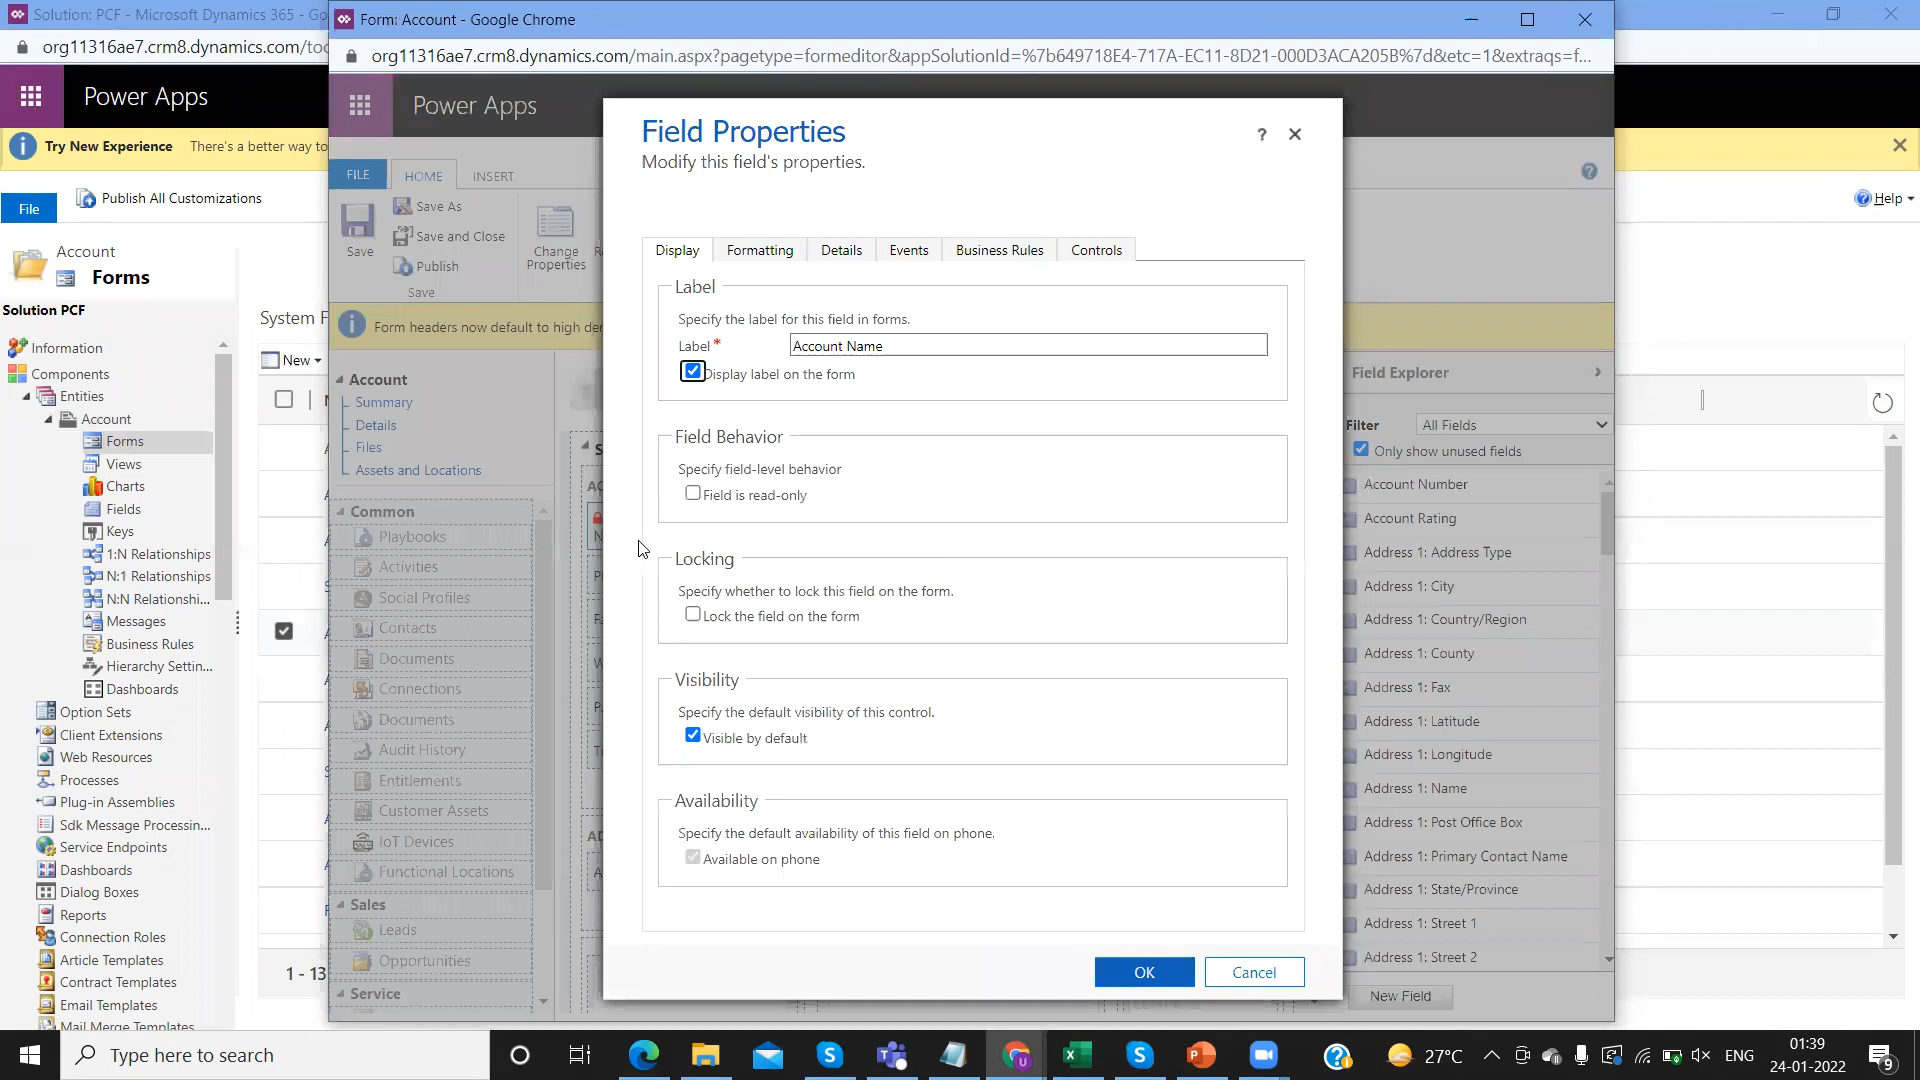 Solution: PCF - Microsoft Dynamics 365 - Go
org11316ae7.crm8.dynamics.com/too
Power Apps
Try New Experience There's a better way to
File
Publish All Customizations
Help
Account
Forms
Solution PCF
Information
Components
Entities
Account
Forms
Views
Charts
Fields
Keys
1:N Relationships
N:1 Relationships
N:N Relationshi...
Messages
Business Rules
Hierarchy Settin...
Dashboards
Option Sets
Client Extensions
Web Resources
Processes
Plug-in Assemblies
Sdk Message Processin...
Service Endpoints
Dashboards
Dialog Boxes
Reports
Connection Roles
Article Templates
Contract Templates
Email Templates
Mail Merge Templates
System F
New
1 - 13
Form: Account - Google Chrome
org11316ae7.crm8.dynamics.com/main.aspx?pagetype=formeditor&appSolutionId=%7b649718E4-717A-EC11-8D21-000D3ACA205B%7d&etc=1&extraqs=f...
Power Apps
FILE
HOME
INSERT
Save
Save As
Save and Close
Publish
Save
Change
Properties
Form headers now default to high den
Account
Summary
Details
Files
Assets and Locations
Common
Playbooks
Activities
Social Profiles
Contacts
Documents
Connections
Documents
Audit History
Entitlements
Customer Assets
IoT Devices
Functional Locations
Sales
Leads
Opportunities
Service
Field Properties
Modify this field's properties.
?
Display
Formatting
Details
Events
Business Rules
Controls
Label
Specify the label for this field in forms.
Label*
Account Name
Display label on the form
Field Behavior
Specify field-level behavior
Field is read-only
Locking
Specify whether to lock this field on the form.
Lock the field on the form
Visibility
Specify the default visibility of this control.
Visible by default
Availability
Specify the default availability of this field on phone.
Available on phone
OK
Cancel
Field Explorer
Filter
All Fields
Only show unused fields
Account Number
Account Rating
Address 1: Address Type
Address 1: City
Address 1: Country/Region
Address 1: County
Address 1: Fax
Address 1: Latitude
Address 1: Longitude
Address 1: Name
Address 1: Post Office Box
Address 1: Primary Contact Name
Address 1: State/Province
Address 1: Street 1
Address 1: Street 2
New Field
Type here to search
27°C
ENG
01:39
24-01-2022
9